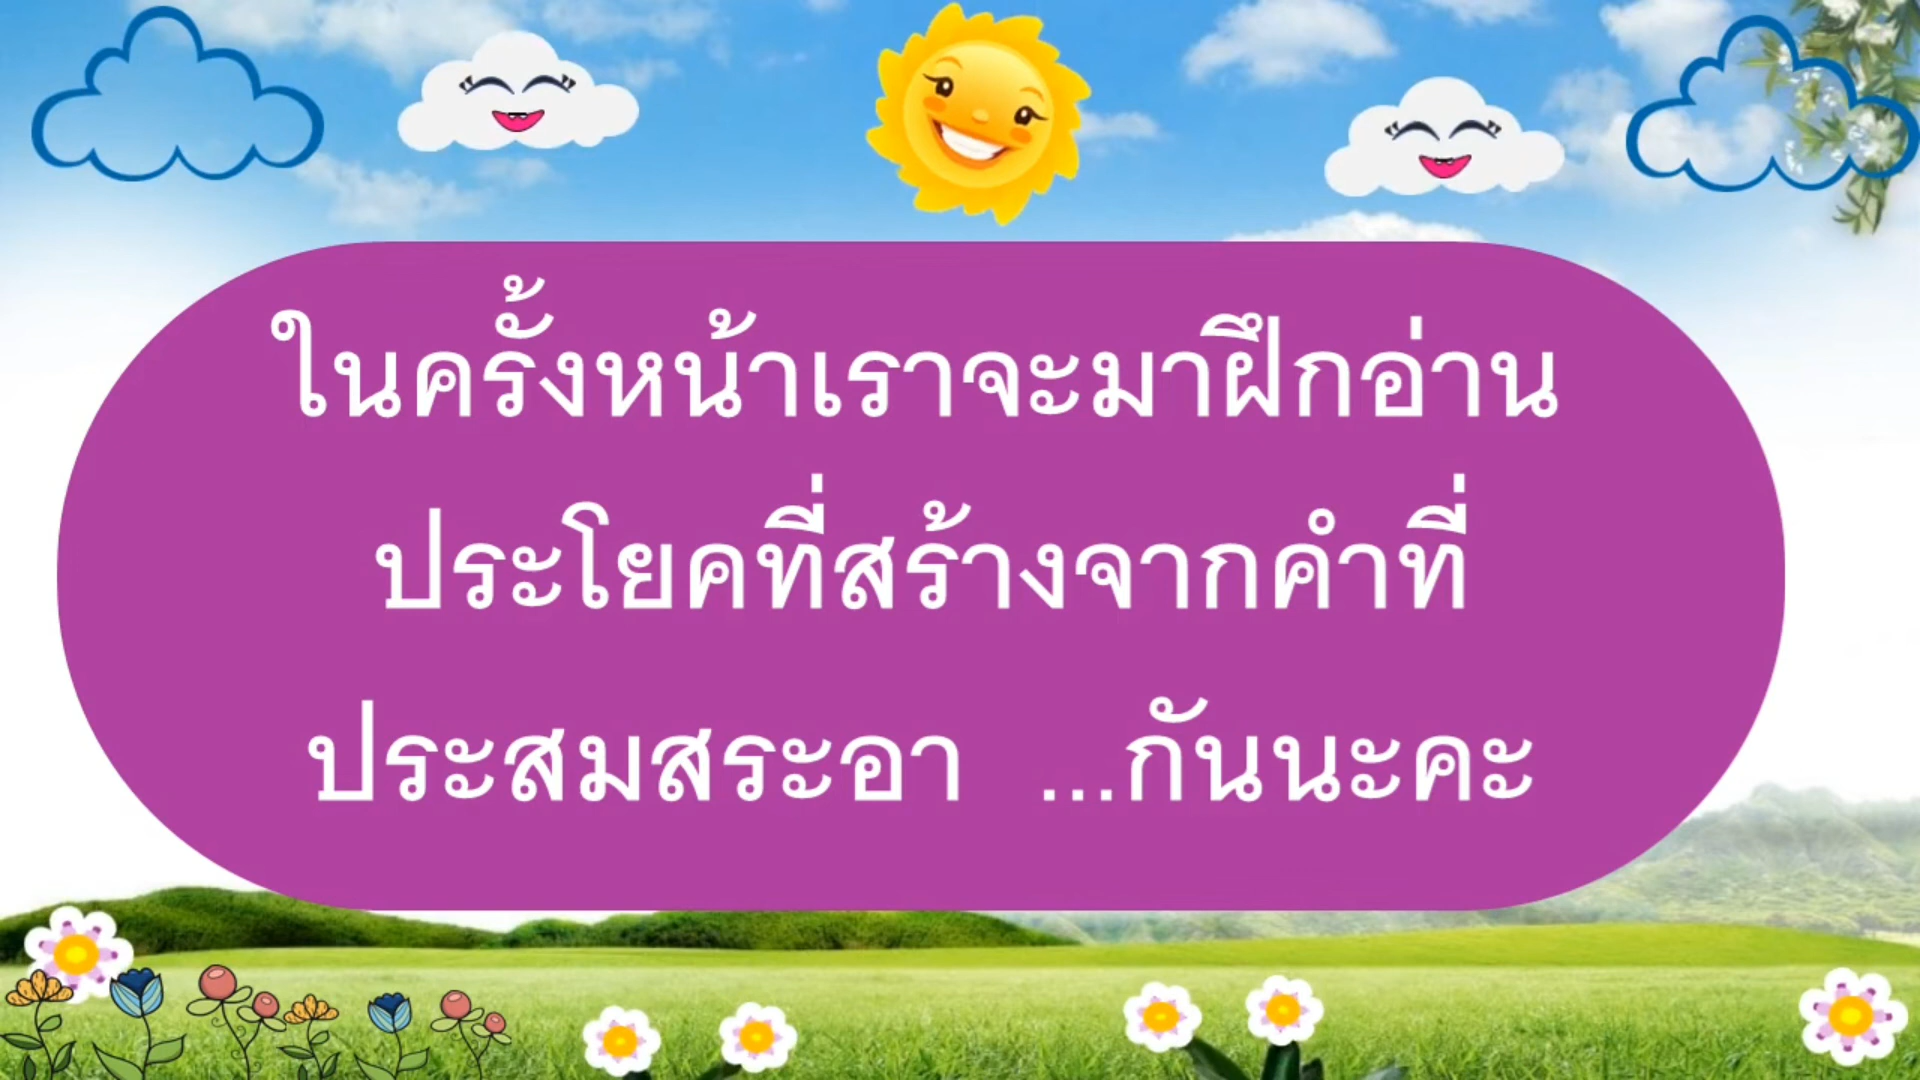 ในครั้งหน้าเราจะมาฝึกอ่าน
ประโยคที่สร้างจากคำที่
ประสมสระอา ...กันนะคะ